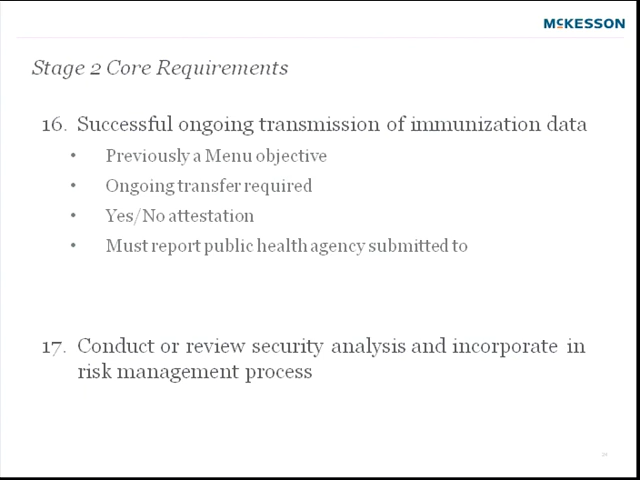 MCKESSON
Stage 2 Core Requirements
16. Successful ongoing transmission of immunization data
• Previously a Menu objective
• Ongoing transfer required
• Yes/No attestation
• Must report public health agency submitted to
17. Conduct or review security analysis and incorporate in
risk management process